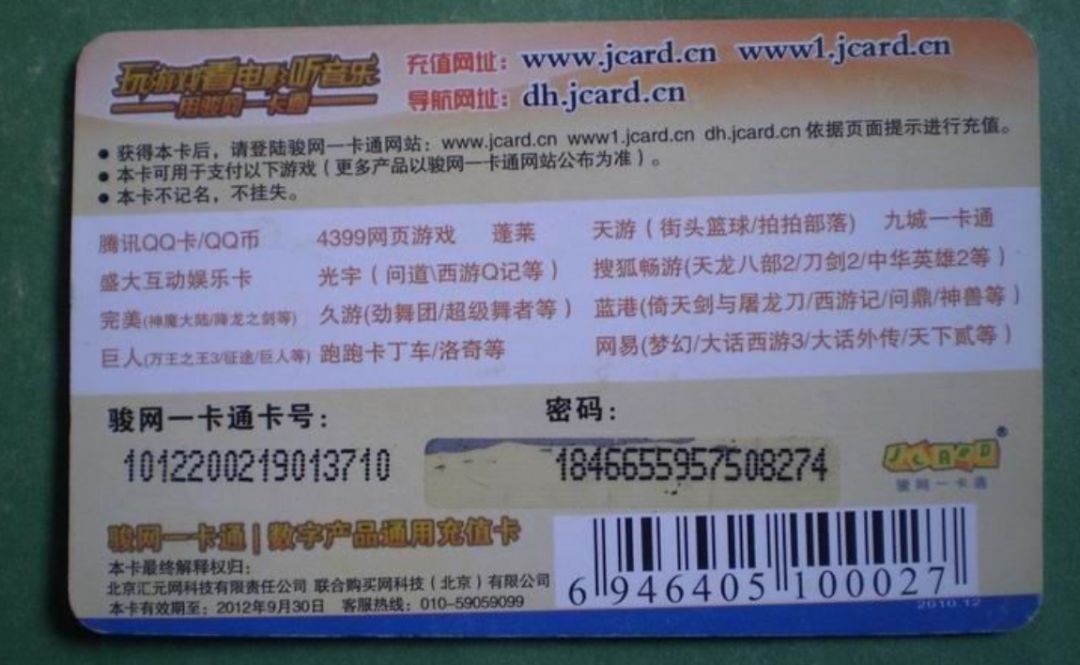 玩游戏看电影听音乐
用骏网一卡通
充值网址：www.jcard.cn www1.jcard.cn
导航网址：dh.jcard.cn
● 获得本卡后，请登陆骏网一卡通网站：www.jcard.cn www1.jcard.cn dh.jcard.cn 依据页面提示进行充值。
● 本卡可用于支付以下游戏（更多产品以骏网一卡通网站公布为准）。
● 本卡不记名，不挂失。
腾讯QQ卡/QQ币 4399网页游戏 蓬莱 天游（街头篮球/拍拍部落) 九城一卡通
盛大互动娱乐卡 光宇（问道\西游Q记等） 搜狐畅游(天龙八部2/刀剑2/中华英雄2等）
完美(神魔大陆/降龙之剑等) 久游(劲舞团/超级舞者等） 蓝港(倚天剑与屠龙刀/西游记/问鼎/神兽等）
巨人(万王之王3/征途/巨人等) 跑跑卡丁车/洛奇等 网易(梦幻/大话西游3/大话外传/天下贰等）
骏网一卡通卡号： 密码：
1012200219013710 1846655957508274
JCARD®
骏网一卡通
骏网一卡通|数字产品通用充值卡
本卡最终解释权归：
北京汇元网科技有限责任公司 联合购买网科技（北京）有限公司
本卡有效期至：2012年9月30日 客服热线：010-59059099
6 946405 100027
2010.12